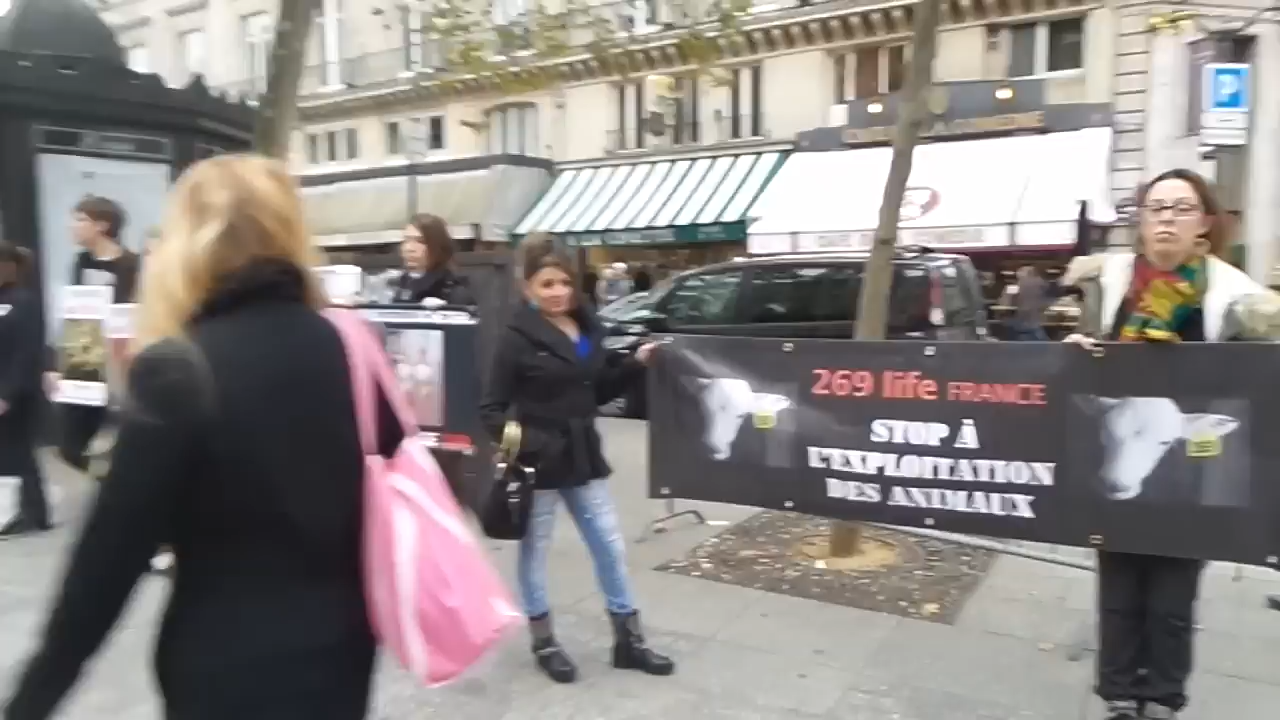 269 life FRANCE
STOP À
L'EXPLOITATION
DES ANIMAUX
P